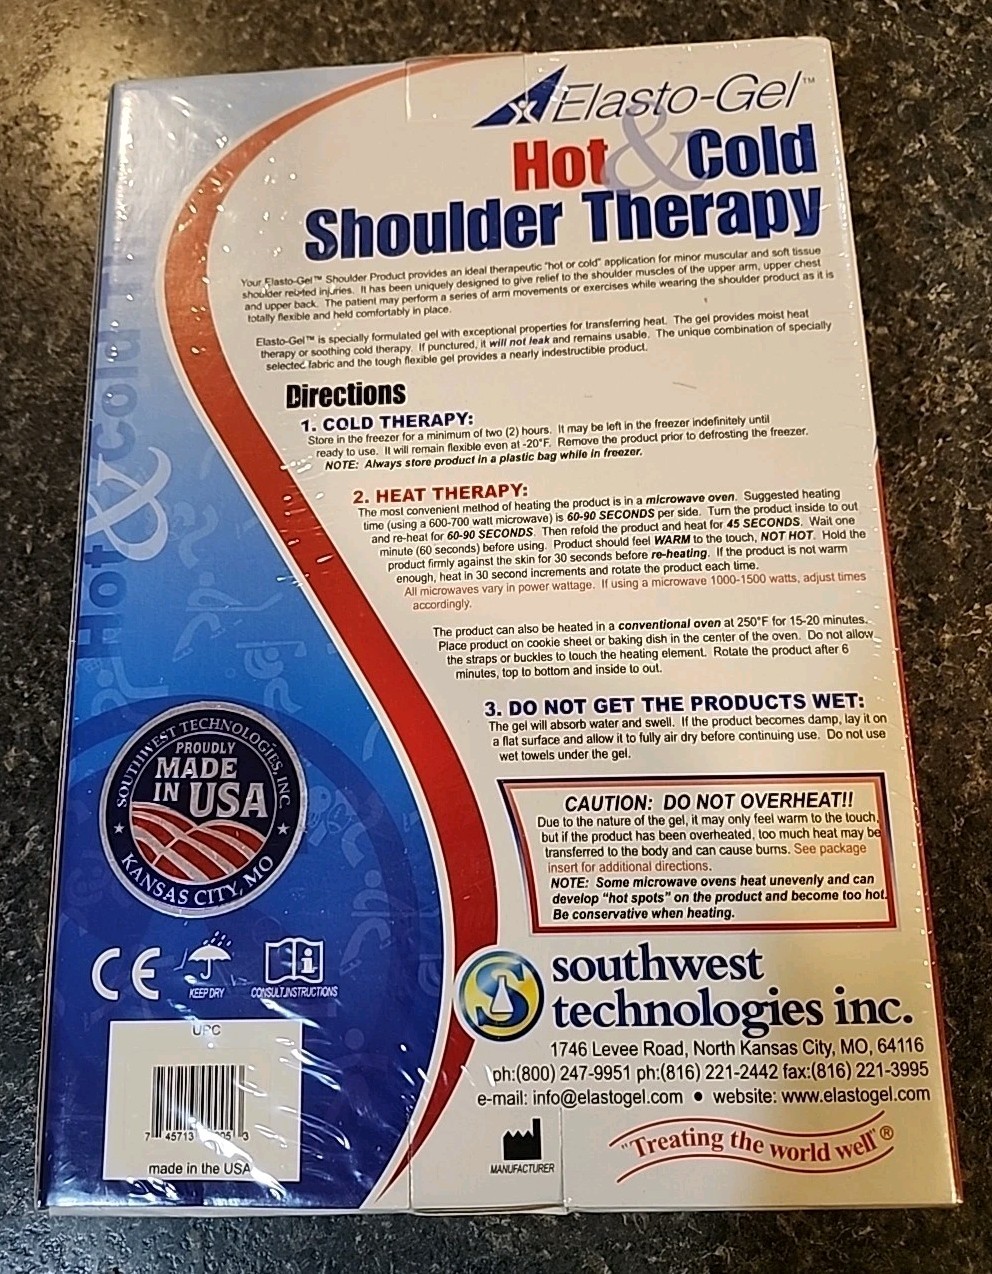 Elasto-Gel™
Hot & Cold
Shoulder Therapy
Your Elasto-Gel™ Shoulder Product provides an ideal therapeutic "hot or cold" application for minor muscular and soft tissue
shoulder related injuries. It has been uniquely designed to give relief to the shoulder muscles of the upper arm, upper chest
and upper back. The patient may perform a series of arm movements or exercises while wearing the shoulder product as it is
totally flexible and held comfortably in place.
Elasto-Gel™ is specially formulated gel with exceptional properties for transferring heat. The gel provides moist heat
therapy or soothing cold therapy. If punctured, it will not leak and remains usable. The unique combination of specially
selected fabric and the tough flexible gel provides a nearly indestructible product.
Directions
1. COLD THERAPY:
Store in the freezer for a minimum of two (2) hours. It may be left in the freezer indefinitely until
ready to use. It will remain flexible even at -20°F. Remove the product prior to defrosting the freezer.
NOTE: Always store product in a plastic bag while in freezer.
2. HEAT THERAPY:
The most convenient method of heating the product is in a microwave oven. Suggested heating
time (using a 600-700 watt microwave) is 60-90 SECONDS per side. Turn the product inside to out
and re-heat for 60-90 SECONDS. Then refold the product and heat for 45 SECONDS. Wait one
minute (60 seconds) before using. Product should feel WARM to the touch, NOT HOT. Hold the
product firmly against the skin for 30 seconds before re-heating. If the product is not warm
enough, heat in 30 second increments and rotate the product each time.
All microwaves vary in power wattage. If using a microwave 1000-1500 watts, adjust times
accordingly.
The product can also be heated in a conventional oven at 250°F for 15-20 minutes.
Place product on cookie sheet or baking dish in the center of the oven. Do not allow
the straps or buckles to touch the heating element. Rotate the product after 6
minutes, top to bottom and inside to out.
3. DO NOT GET THE PRODUCTS WET:
The gel will absorb water and swell. If the product becomes damp, lay it on
a flat surface and allow it to fully air dry before continuing use. Do not use
wet towels under the gel.
CAUTION: DO NOT OVERHEAT!!
Due to the nature of the gel, it may only feel warm to the touch,
but if the product has been overheated, too much heat may be
transferred to the body and can cause burns. See package
insert for additional directions.
NOTE: Some microwave ovens heat unevenly and can
develop "hot spots" on the product and become too hot.
Be conservative when heating.
Hot & Cold
SOUTHWEST TECHNOLOGIES, INC.
PROUDLY
MADE
IN USA
KANSAS CITY, MO
CE
KEEP DRY
CONSULT INSTRUCTIONS
UPC
7 45713 3
made in the USA
southwest
technologies inc.
1746 Levee Road, North Kansas City, MO, 64116
ph:(800) 247-9951 ph:(816) 221-2442 fax:(816) 221-3995
e-mail: info@elastogel.com • website: www.elastogel.com
MANUFACTURER
"Treating the world well"®